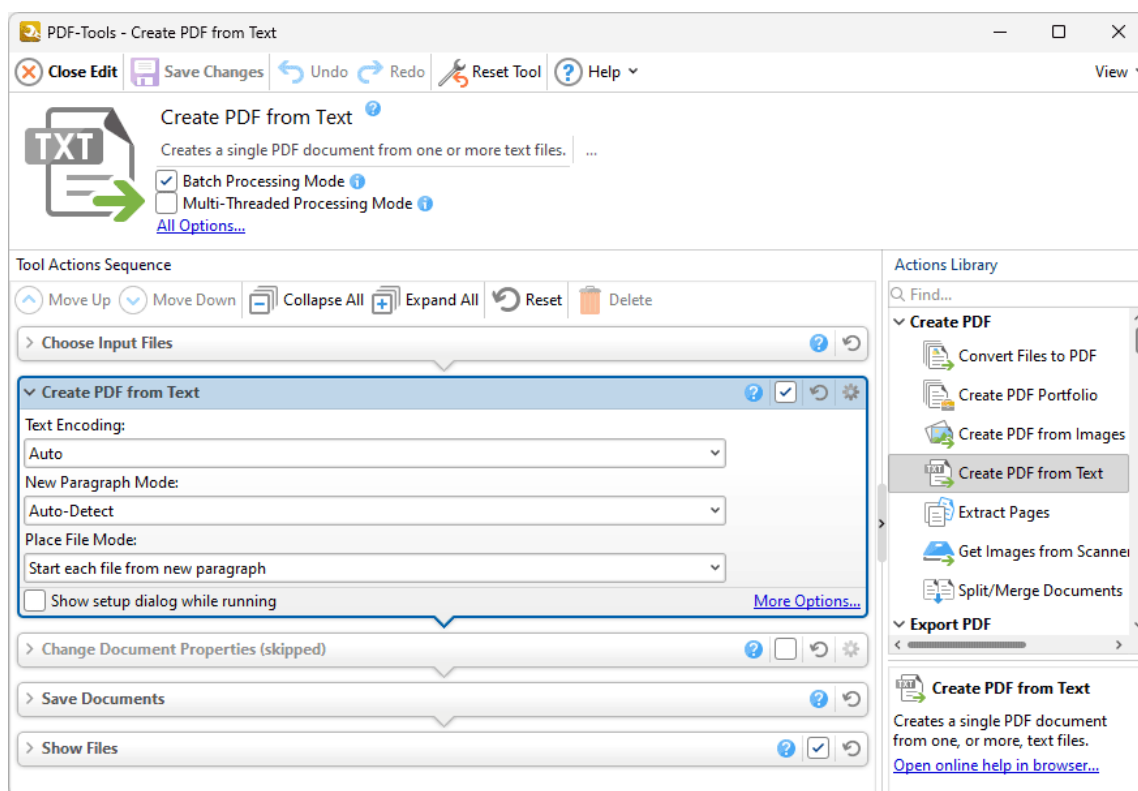 PDF-Tools - Create PDF from Text
Close Edit Save Changes Undo Redo Reset Tool Help View
TXT
Create PDF from Text
Creates a single PDF document from one or more text files. ...
Batch Processing Mode
Multi-Threaded Processing Mode
All Options...
Tool Actions Sequence
Move Up Move Down Collapse All Expand All Reset Delete
Choose Input Files
Create PDF from Text
Text Encoding:
Auto
New Paragraph Mode:
Auto-Detect
Place File Mode:
Start each file from new paragraph
Show setup dialog while running More Options...
Change Document Properties (skipped)
Save Documents
Show Files
Actions Library
Find...
Create PDF
Convert Files to PDF
Create PDF Portfolio
Create PDF from Images
TXT Create PDF from Text
Extract Pages
Get Images from Scanner
Split/Merge Documents
Export PDF
TXT Create PDF from Text
Creates a single PDF document
from one, or more, text files.
Open online help in browser...